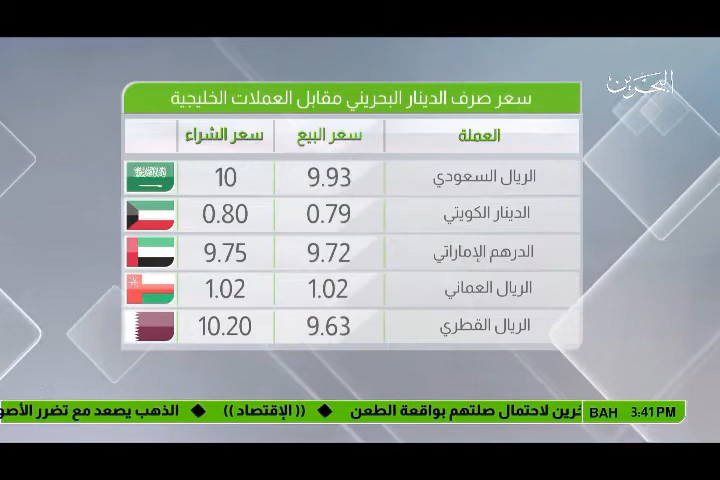 البحرين
سعر صرف الدينار البحريني مقابل العملات الخليجية
العملة سعر البيع سعر الشراء
الريال السعودي 9.93 10
الدينار الكويتي 0.79 0.80
الدرهم الإماراتي 9.72 9.75
الريال العماني 1.02 1.02
الريال القطري 9.63 10.20
BAH 3:41 PM
لاحتمال صلتهم بواقعة الطعن ◆ (( الإقتصاد )) ◆ الذهب يصعد مع تضرر